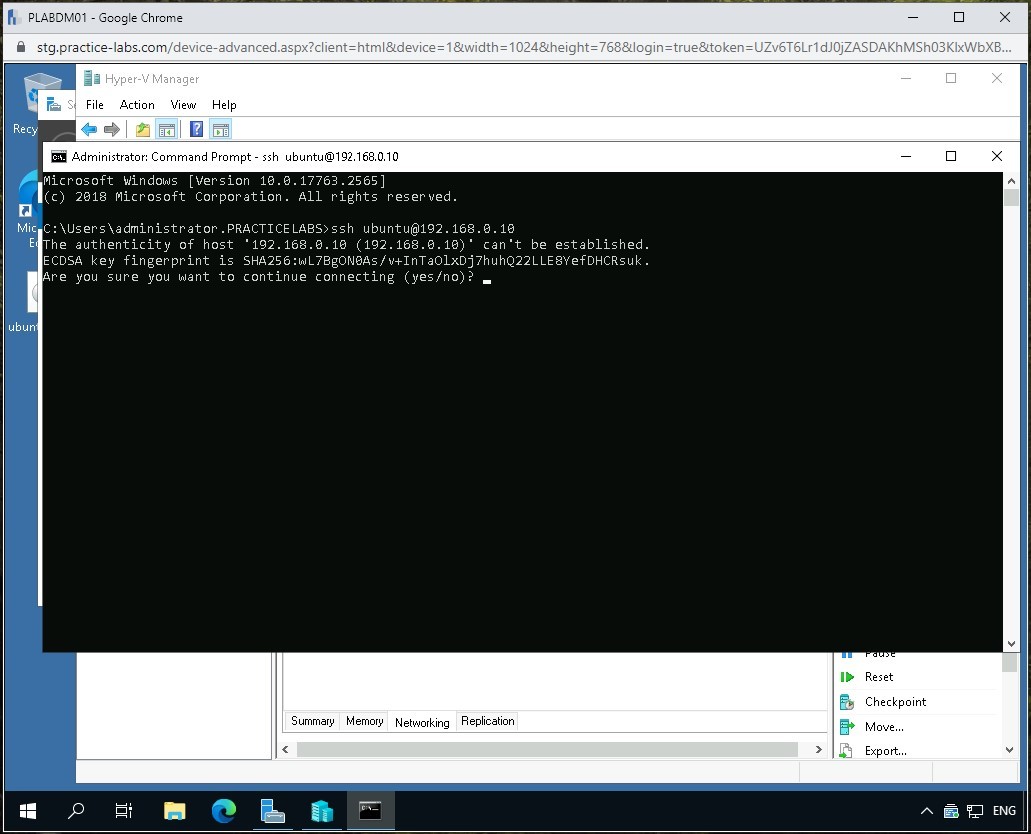 PLABDM01 - Google Chrome
stg.practice-labs.com/device-advanced.aspx?client=html&device=1&width=1024&height=768&login=true&token=UZv6T6Lr1dJ0jZASDAKhMSh03KlxWbXB...
Hyper-V Manager
File Action View Help
Administrator: Command Prompt - ssh ubuntu@192.168.0.10
Microsoft Windows [Version 10.0.17763.2565]
(c) 2018 Microsoft Corporation. All rights reserved.
C:\Users\administrator.PRACTICELABS>ssh ubuntu@192.168.0.10
The authenticity of host '192.168.0.10 (192.168.0.10)' can't be established.
ECDSA key fingerprint is SHA256:wL7BgON0As/v+InTaOlxDj7huhQ22LLE8YefDHCRsuk.
Are you sure you want to continue connecting (yes/no)?
Recy
Mic
E
ubunt
Pause
Reset
Checkpoint
Move...
Export...
Summary Memory Networking Replication
ENG